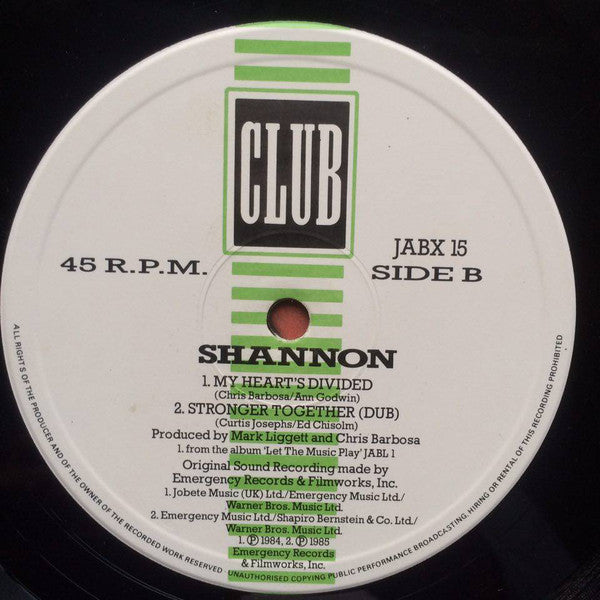 CLUB
45 R.P.M.
JABX 15
SIDE B
SHANNON
1. MY HEART'S DIVIDED
(Chris Barbosa/Ann Godwin)
2. STRONGER TOGETHER (DUB)
(Curtis Josephs/Ed Chisolm)
Produced by Mark Liggett and Chris Barbosa
1. from the album 'Let The Music Play' JABL 1
Original Sound Recording made by
Emergency Records & Filmworks, Inc.
1. Jobete Music (UK) Ltd./Emergency Music Ltd./
Warner Bros. Music Ltd.
2. Emergency Music Ltd./Shapiro Bernstein & Co. Ltd./
Warner Bros. Music Ltd.
1. ℗ 1984, 2. ℗ 1985
Emergency Records
& Filmworks, Inc.
ALL RIGHTS OF THE PRODUCER AND OF THE OWNER OF THE RECORDED WORK RESERVED UNAUTHORISED COPYING PUBLIC PERFORMANCE BROADCASTING, HIRING OR RENTAL OF THIS RECORDING PROHIBITED